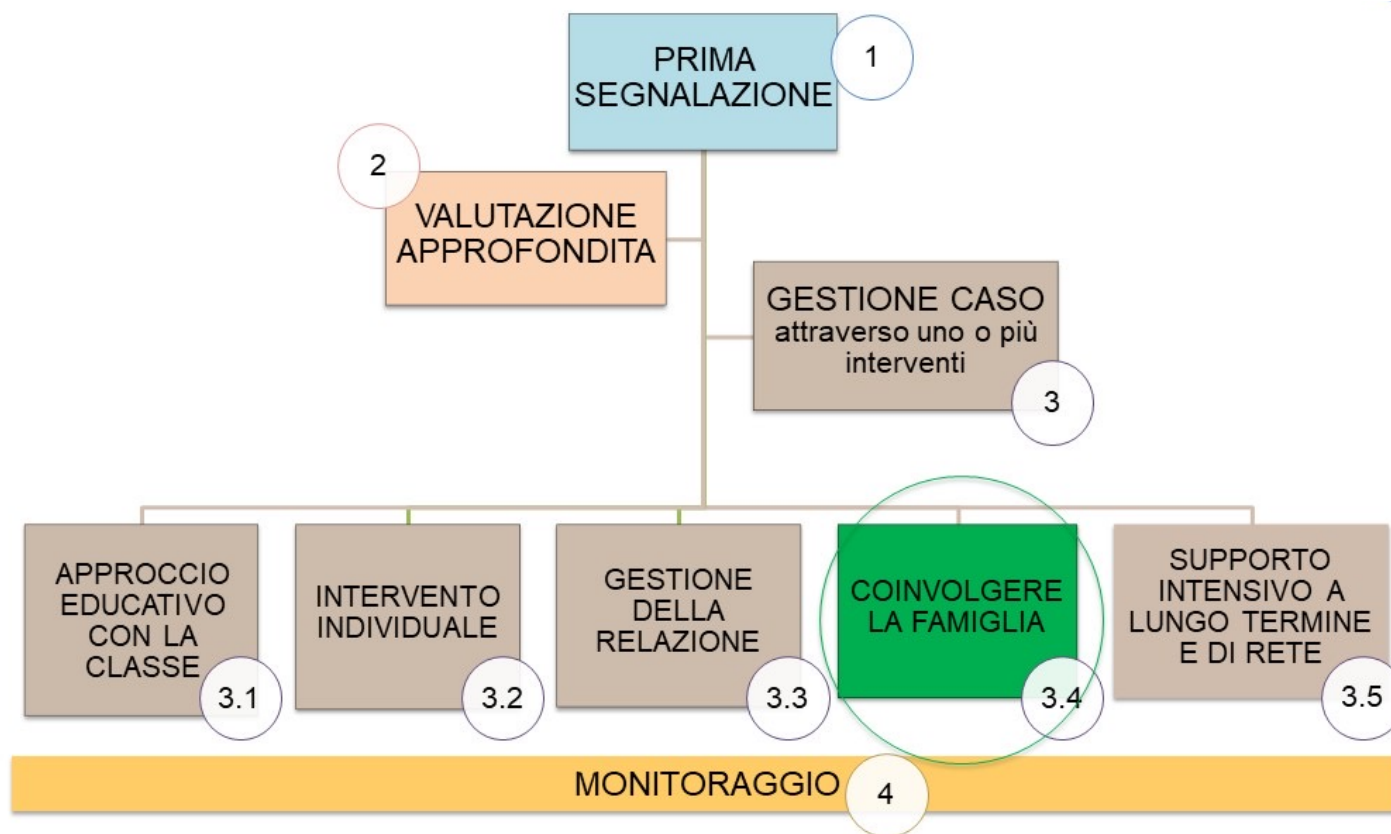 PRIMA
SEGNALAZIONE
1
2
VALUTAZIONE
APPROFONDITA
GESTIONE CASO
attraverso uno o più
interventi
3
APPROCCIO
EDUCATIVO
CON LA
CLASSE
3.1
INTERVENTO
INDIVIDUALE
3.2
GESTIONE
DELLA
RELAZIONE
3.3
COINVOLGERE
LA FAMIGLIA
3.4
SUPPORTO
INTENSIVO A
LUNGO TERMINE
E DI RETE
3.5
MONITORAGGIO
4